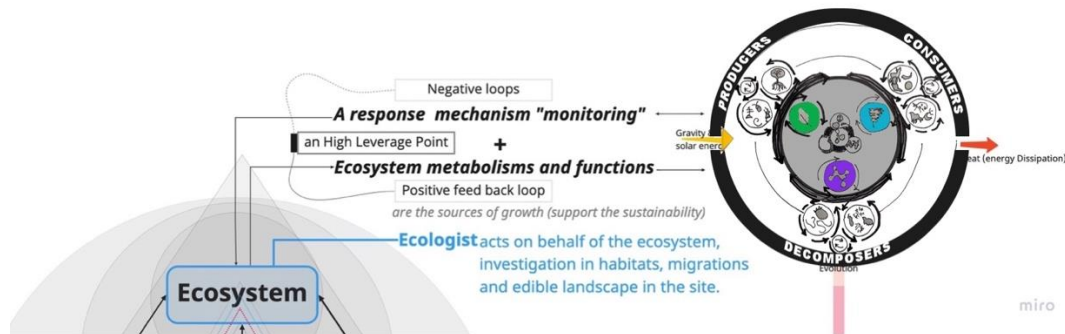 Negative loops
A response mechanism "monitoring"
an High Leverage Point
+
Ecosystem metabolisms and functions
Positive feed back loop
are the sources of growth (support the sustainability)
Ecologist acts on behalf of the ecosystem,
investigation in habitats, migrations
and edible landscape in the site.
Ecosystem
PRODUCERS
CONSUMERS
DECOMPOSERS
Gravity
solar energy
eat (energy Dissipation)
Evolution
miro